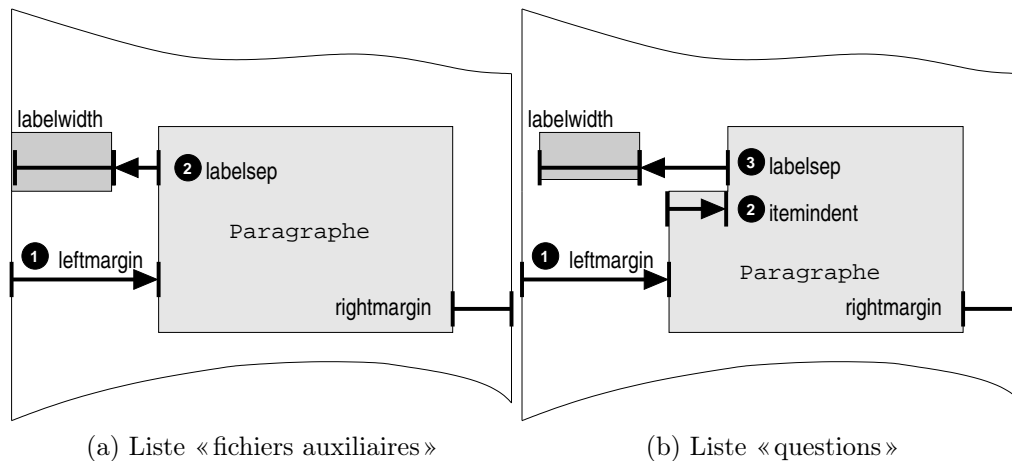 labelwidth
2 labelsep
Paragraphe
1 leftmargin
rightmargin
(a) Liste «fichiers auxiliaires»
labelwidth
3 labelsep
2 itemindent
1 leftmargin
Paragraphe
rightmargin
(b) Liste «questions»